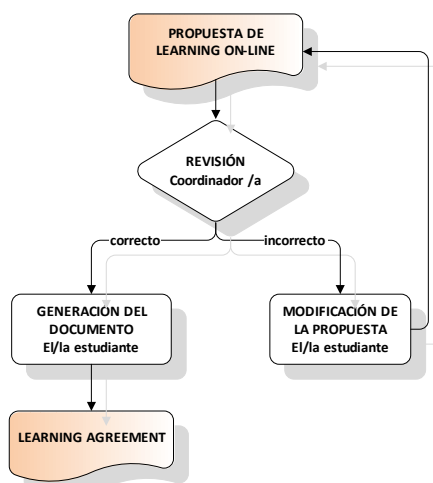 PROPUESTA DE
LEARNING ON-LINE
REVISIÓN
Coordinador /a
correcto
incorrecto
GENERACIÓN DEL
DOCUMENTO
El/la estudiante
MODIFICACIÓN DE
LA PROPUESTA
El/la estudiante
LEARNING AGREEMENT